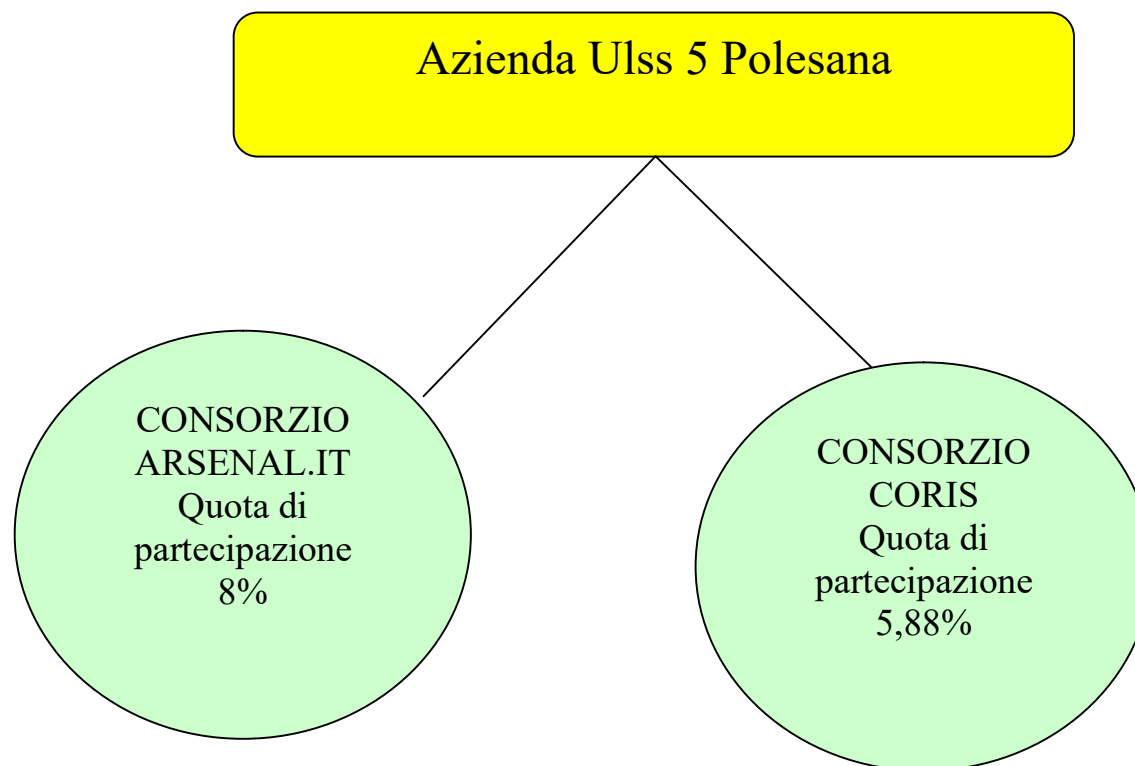 Azienda Ulss 5 Polesana
CONSORZIO
ARSENAL.IT
Quota di
partecipazione
8%
CONSORZIO
CORIS
Quota di
partecipazione
5,88%